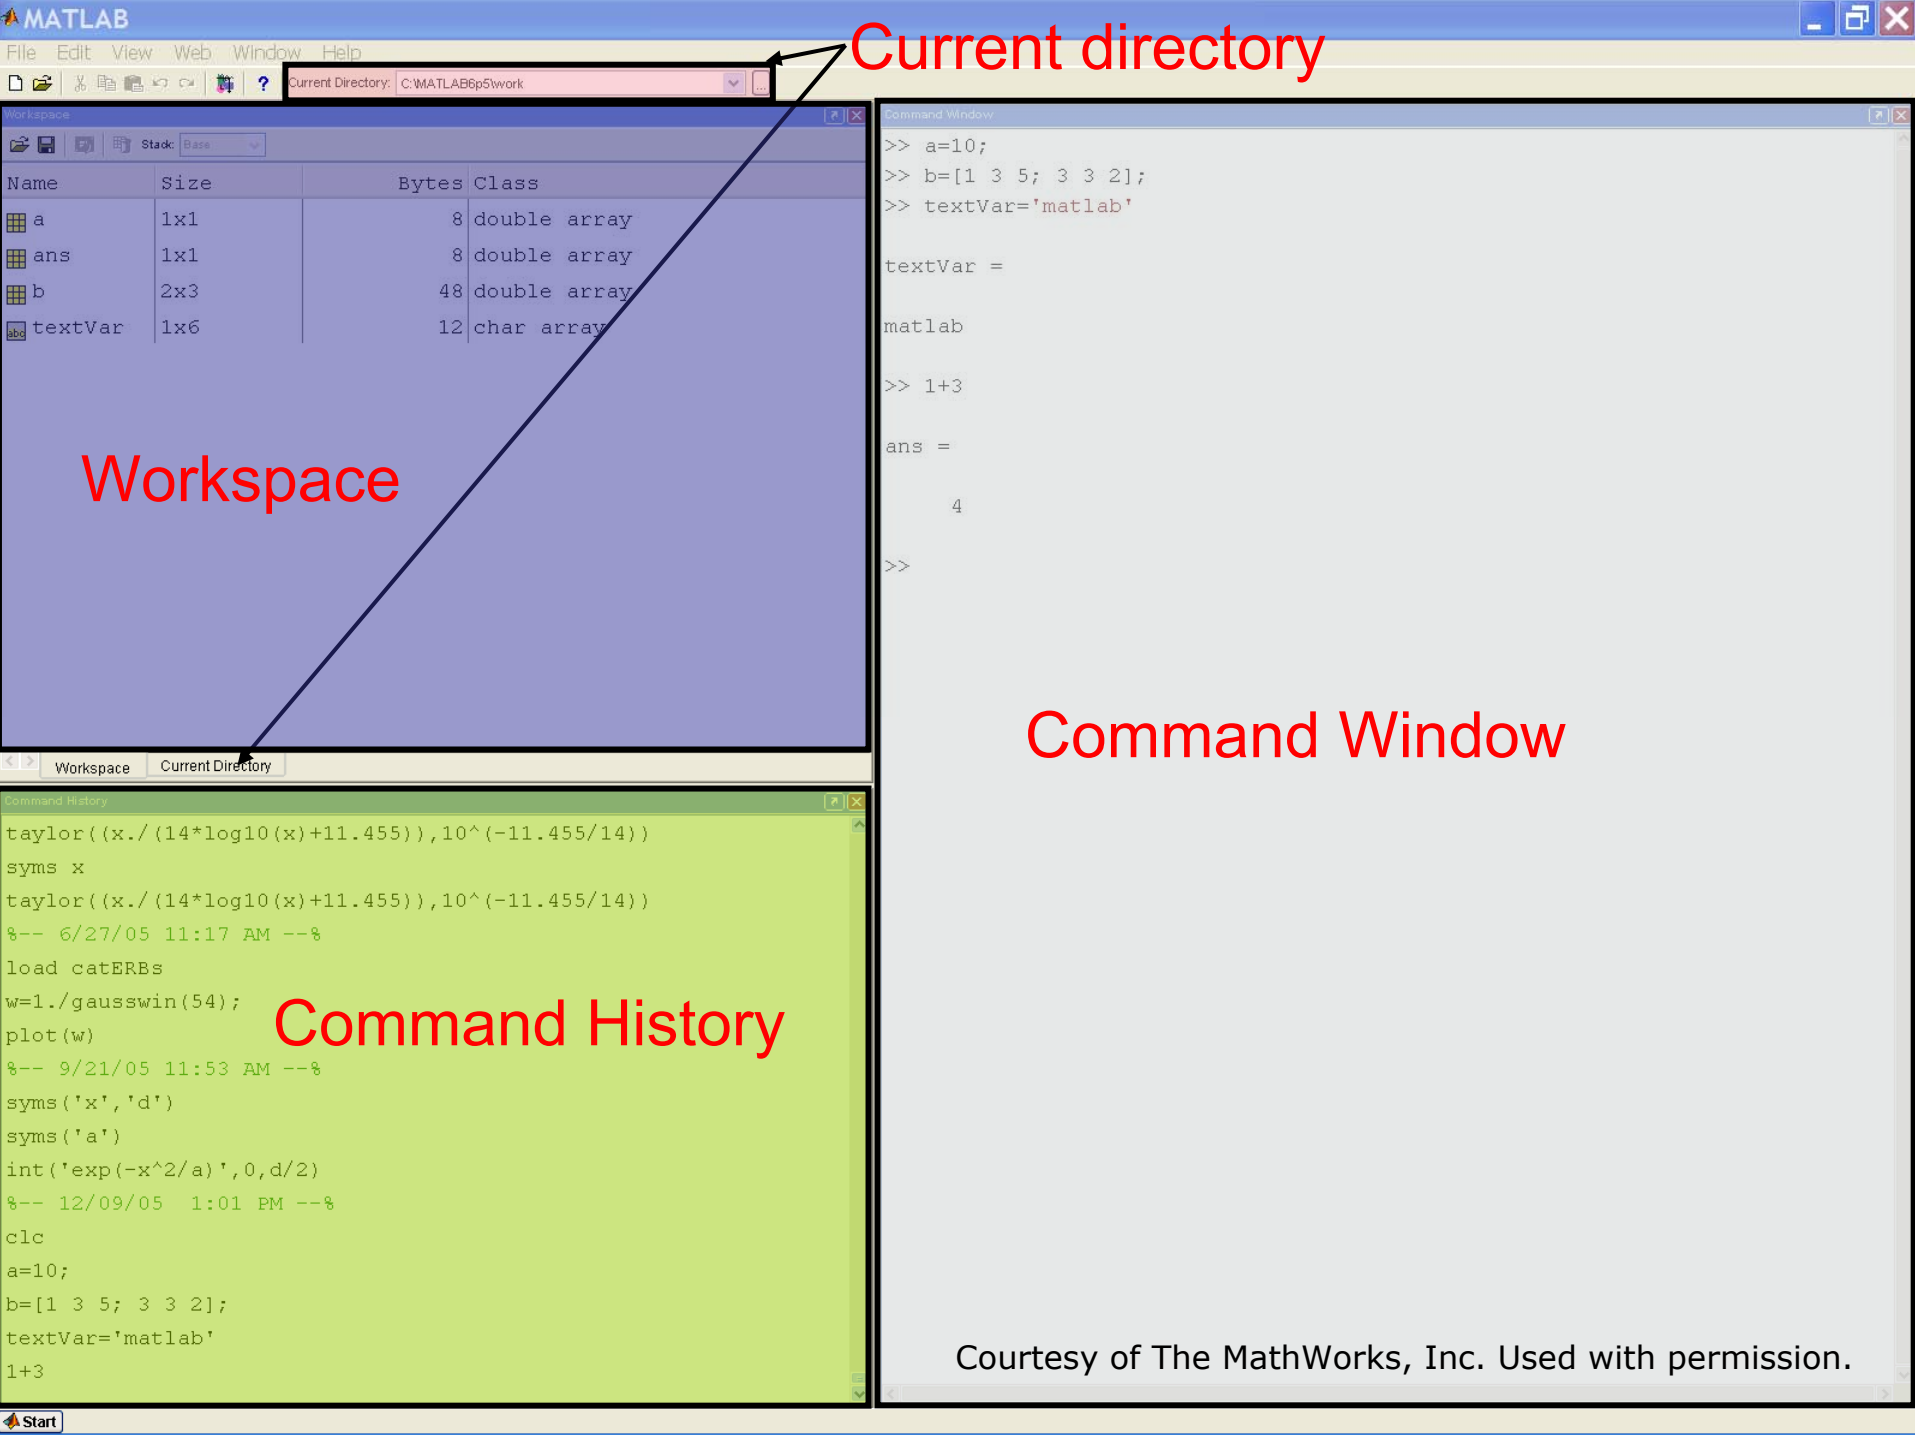 MATLAB
File Edit View Web Window Help
Current directory
Current Directory: C:\MATLAB6p5\work ...
Workspace
Stack: Base
Name Size Bytes Class
a 1x1 8 double array
ans 1x1 8 double array
b 2x3 48 double array
abc textVar 1x6 12 char array
Workspace
Workspace Current Directory
Command History
taylor((x./(14*log10(x)+11.455)),10^(-11.455/14))
syms x
taylor((x./(14*log10(x)+11.455)),10^(-11.455/14))
%-- 6/27/05 11:17 AM --%
load catERBs
w=1./gausswin(54);
plot(w)
Command History
%-- 9/21/05 11:53 AM --%
syms('x','d')
syms('a')
int('exp(-x^2/a)',0,d/2)
%-- 12/09/05  1:01 PM --%
clc
a=10;
b=[1 3 5; 3 3 2];
textVar='matlab'
1+3
Command Window
>> a=10;
>> b=[1 3 5; 3 3 2];
>> textVar='matlab'
textVar =
matlab
>> 1+3
ans =
4
>>
Command Window
Courtesy of The MathWorks, Inc. Used with permission.
Start